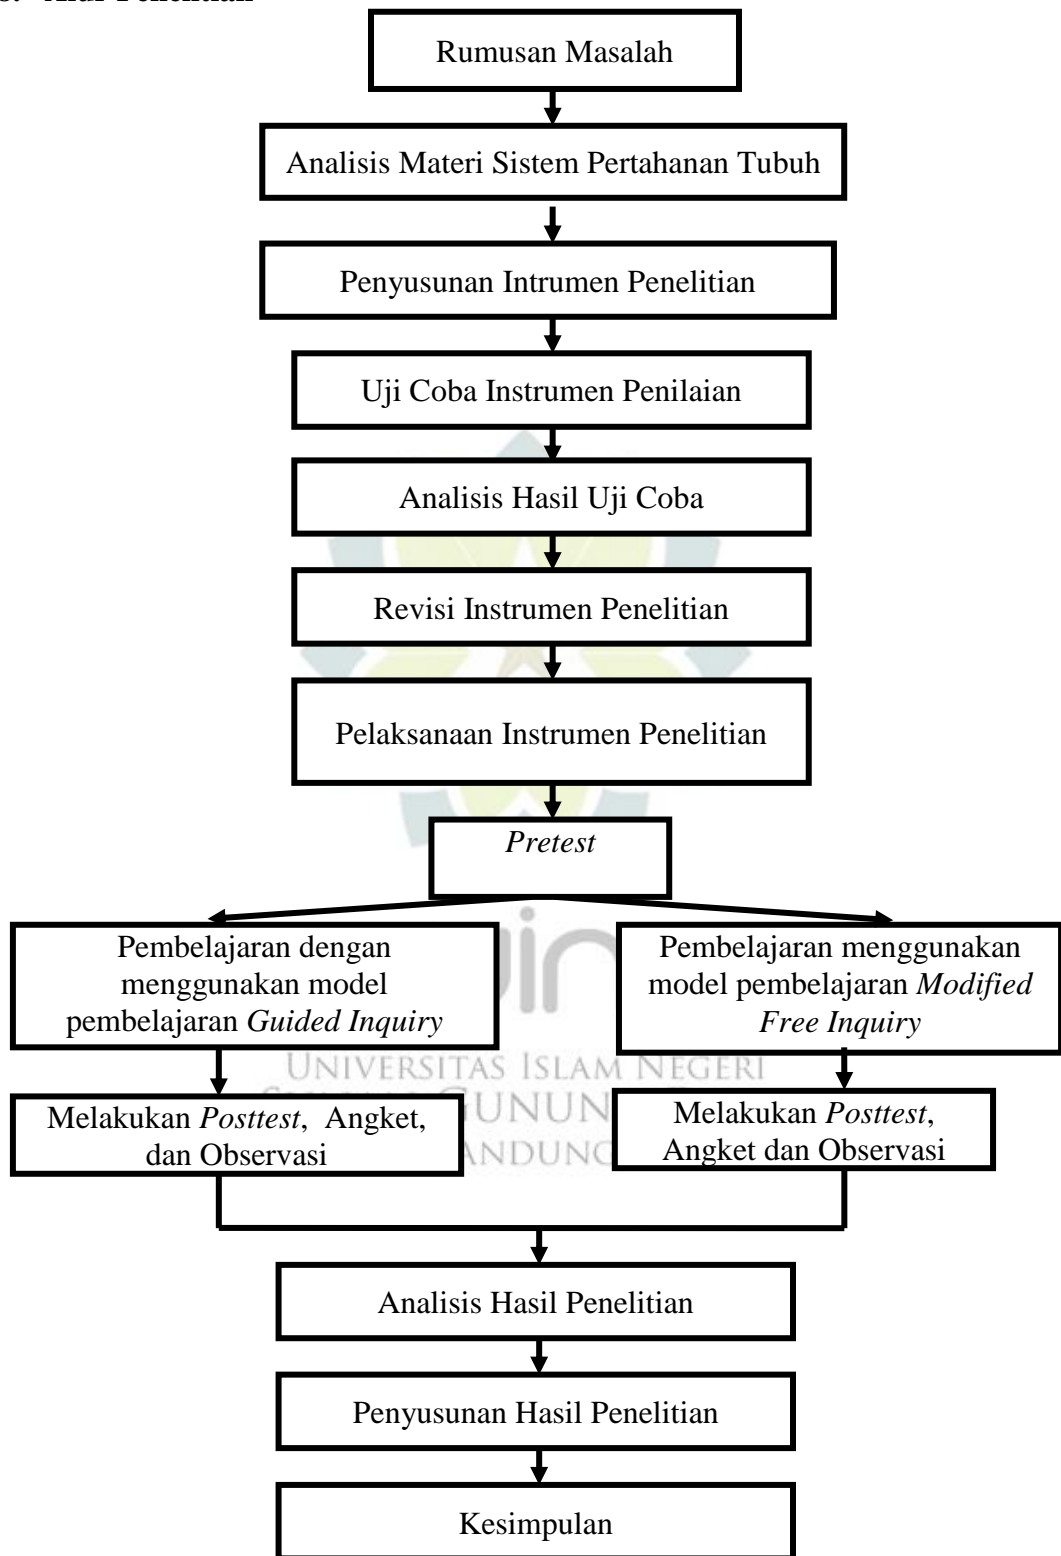 Rumusan Masalah
Analisis Materi Sistem Pertahanan Tubuh
Penyusunan Intrumen Penelitian
Uji Coba Instrumen Penilaian
Analisis Hasil Uji Coba
Revisi Instrumen Penelitian
Pelaksanaan Instrumen Penelitian
Pretest
Pembelajaran dengan
menggunakan model
pembelajaran Guided Inquiry
Pembelajaran menggunakan
model pembelajaran Modified
Free Inquiry
UNIVERSITAS ISLAM NEGERI
Melakukan Posttest, Angket,
dan Observasi
Melakukan Posttest,
Angket dan Observasi
Analisis Hasil Penelitian
Penyusunan Hasil Penelitian
Kesimpulan